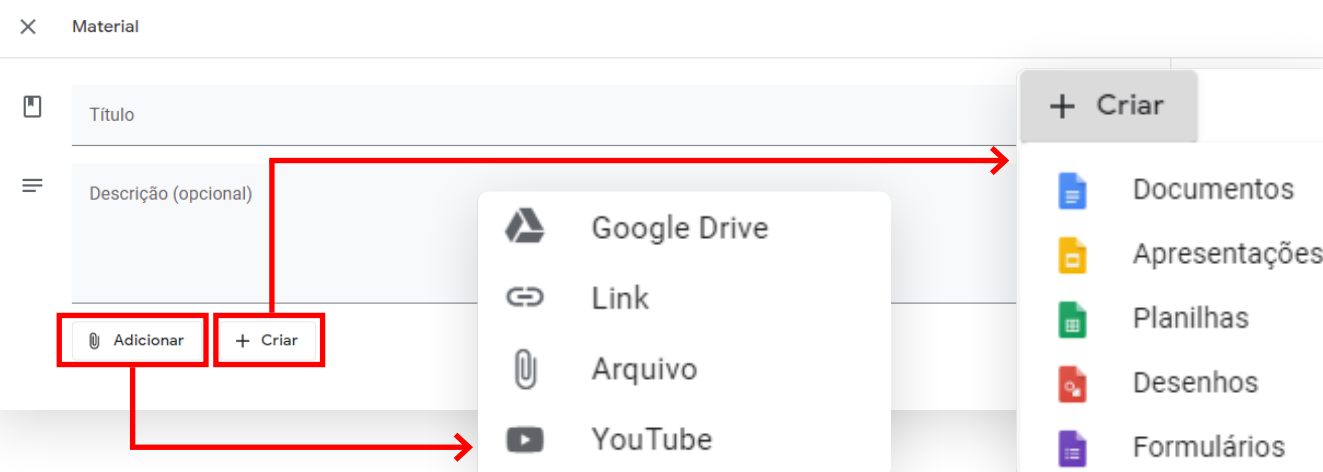 Material
Título
Descrição (opcional)
Adicionar
Criar
Google Drive
Link
Arquivo
YouTube
Criar
Documentos
Apresentações
Planilhas
Desenhos
Formulários